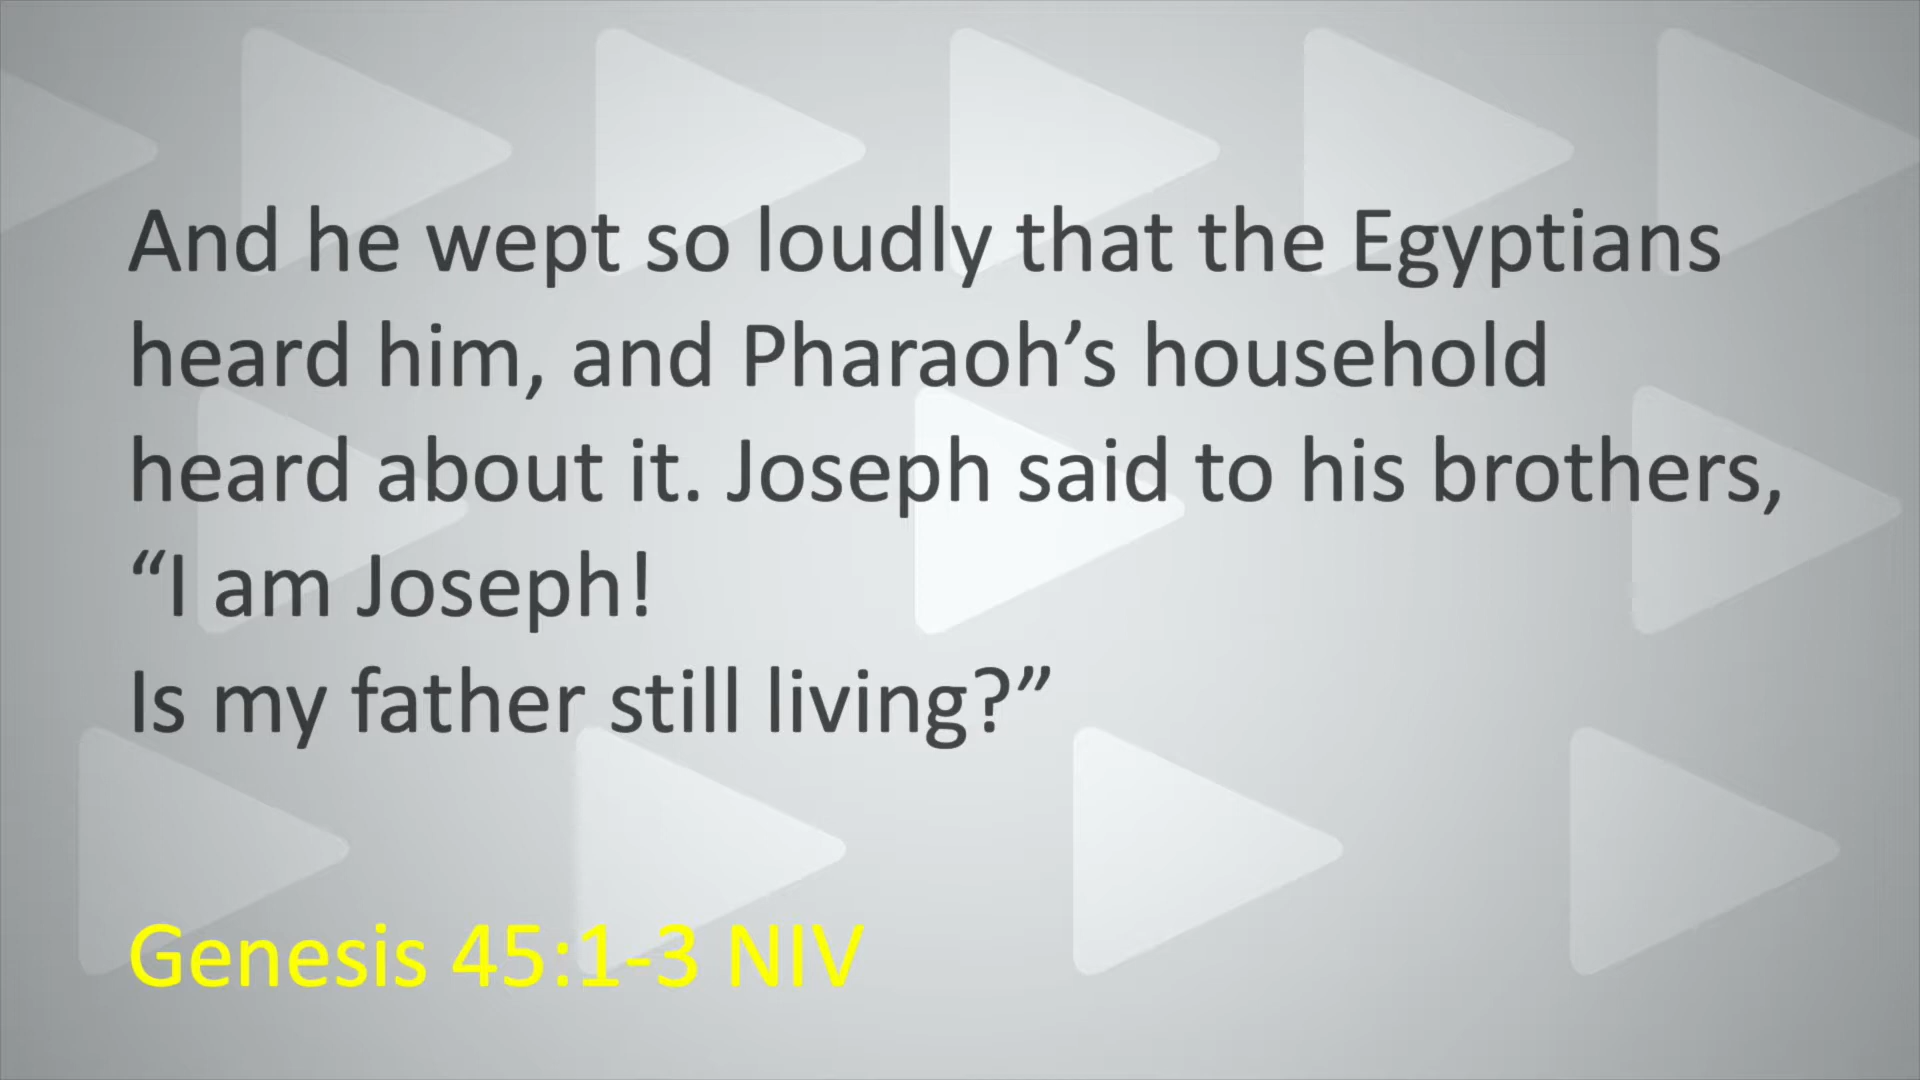 And he wept so loudly that the Egyptians
heard him, and Pharaoh’s household
heard about it. Joseph said to his brothers,
“I am Joseph!
Is my father still living?”
Genesis 45:1-3 NIV